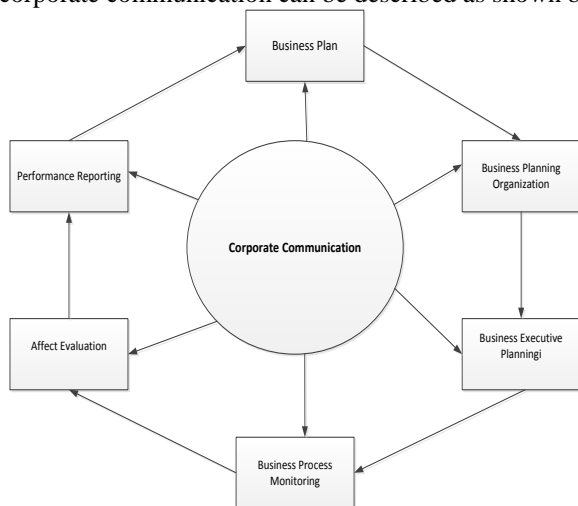 corporate communication can be described as shown b
Business Plan
Performance Reporting
Business Planning
Organization
Corporate Communication
Affect Evaluation
Business Executive
Planningi
Business Process
Monitoring